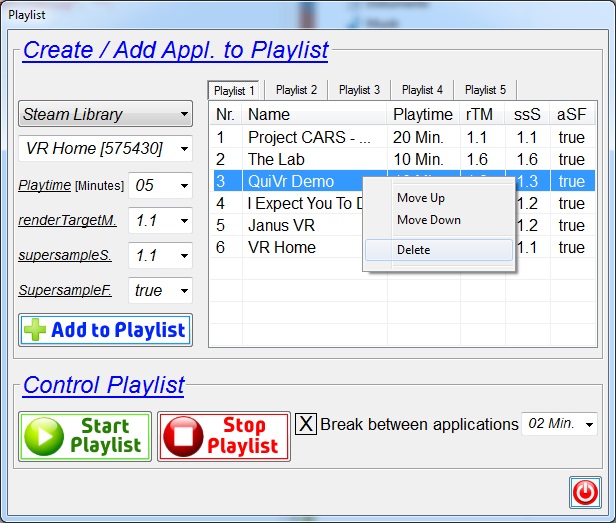 Playlist
Create / Add Appl. to Playlist
Playlist 1 Playlist 2 Playlist 3 Playlist 4 Playlist 5
Steam Library
VR Home [575430]
Playtime [Minutes] 05
renderTargetM. 1.1
supersampleS. 1.1
SupersampleF. true
Add to Playlist
Nr. Name Playtime rTM ssS aSF
1 Project CARS - ... 20 Min. 1.1 1.1 true
2 The Lab 10 Min. 1.6 1.6 true
3 QuiVr Demo 1.3 true
4 I Expect You To D 1.2 true
5 Janus VR 1.2 true
6 VR Home 1.1 true
Move Up
Move Down
Delete
Control Playlist
Start Playlist
Stop Playlist
X Break between applications 02 Min.